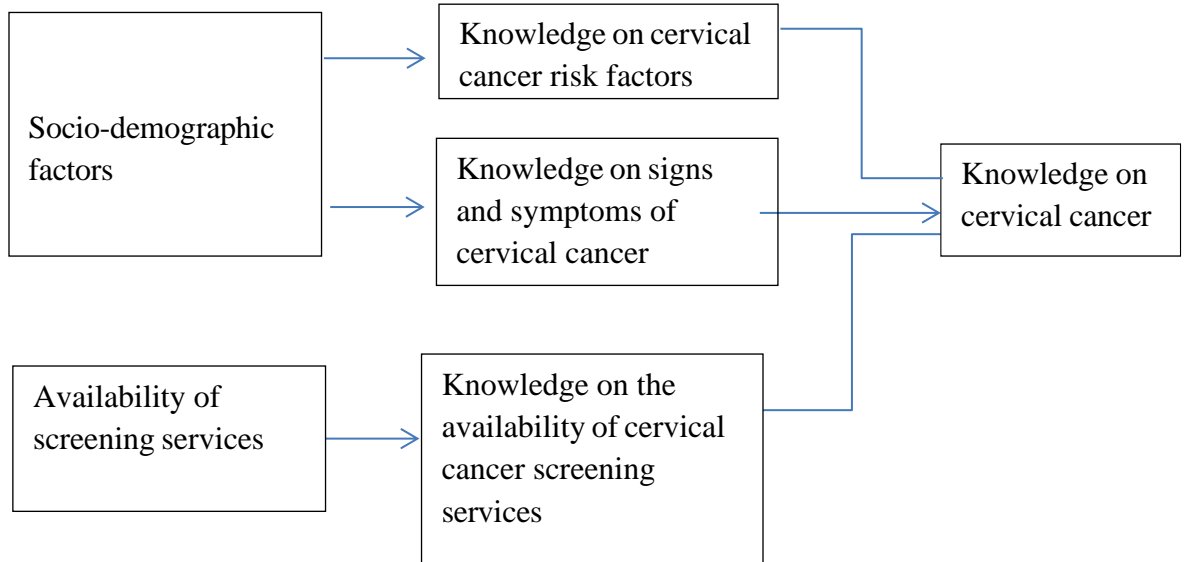 Knowledge on cervical
cancer risk factors
Socio-demographic
factors
Knowledge on signs
and symptoms of
cervical cancer
Knowledge on
cervical cancer
Availability of
screening services
Knowledge on the
availability of cervical
cancer screening
services